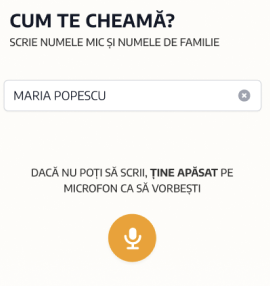 CUM TE CHEAMĂ?
SCRIE NUMELE MIC ȘI NUMELE DE FAMILIE
MARIA POPESCU
DACĂ NU POȚI SĂ SCRII, ȚINE APĂSAT PE
MICROFON CA SĂ VORBEȘTI